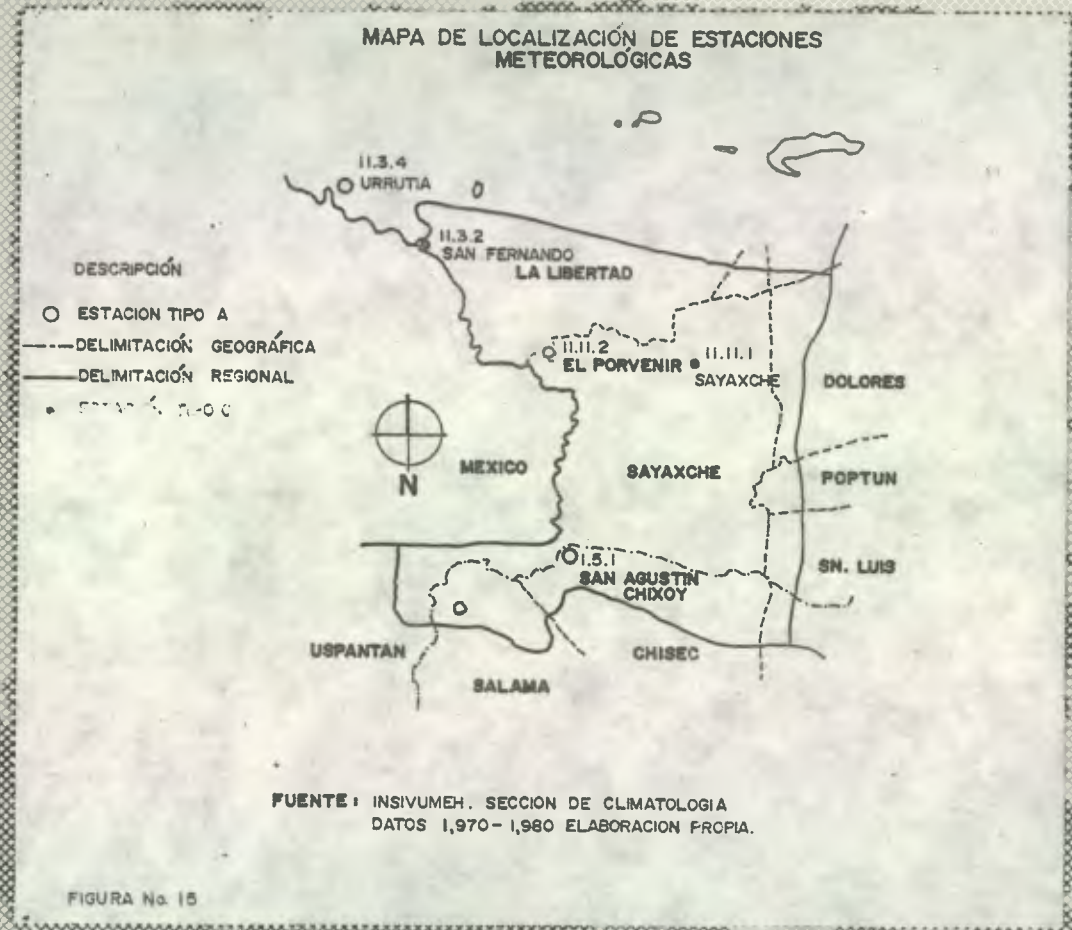 MAPA DE LOCALIZACIÓN DE ESTACIONES
METEOROLÓGICAS
11.3.4
URRUTIA
11.3.2
SAN FERNANDO
LA LIBERTAD
DESCRIPCIÓN
ESTACION TIPO A
DELIMITACIÓN GEOGRÁFICA
DELIMITACIÓN REGIONAL
11.11.2
EL PORVENIR
11.11.1
SAYAXCHE
DOLORES
MEXICO
N
SAYAXCHE
POPTUN
1.5.1
SAN AGUSTIN
CHIXOY
SN. LUIS
USPANTAN
CHISEC
SALAMA
FUENTE: INSIVUMEH. SECCION DE CLIMATOLOGIA
DATOS 1,970-1,980 ELABORACION PROPIA.
FIGURA No. 15